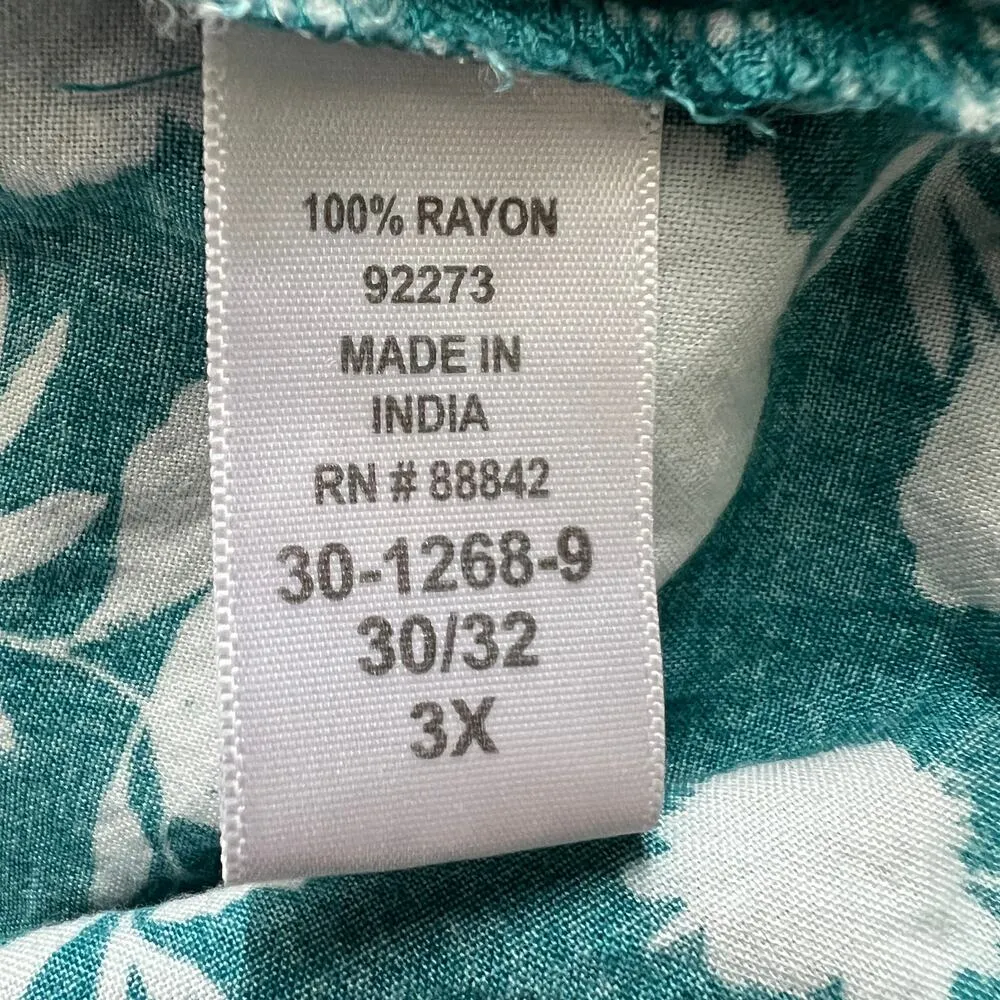 100% RAYON
92273
MADE IN
INDIA
RN # 88842
30-1268-9
30/32
3X